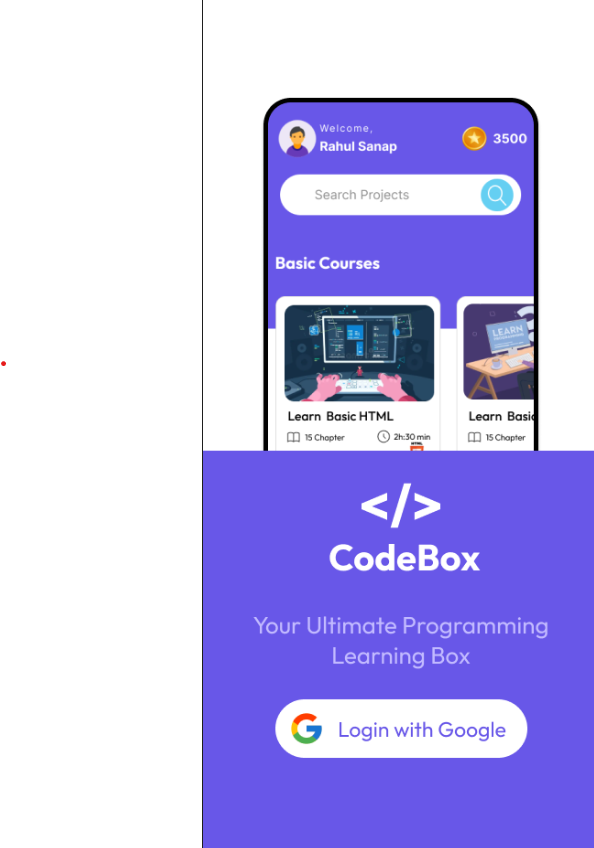 Welcome,
Rahul Sanap
3500
Search Projects
Basic Courses
LEARN
Learn Basic HTML
15 Chapter
2h:30 min
HTML
Learn Basic
15 Chapter
</>
CodeBox
Your Ultimate Programming
Learning Box
Login with Google